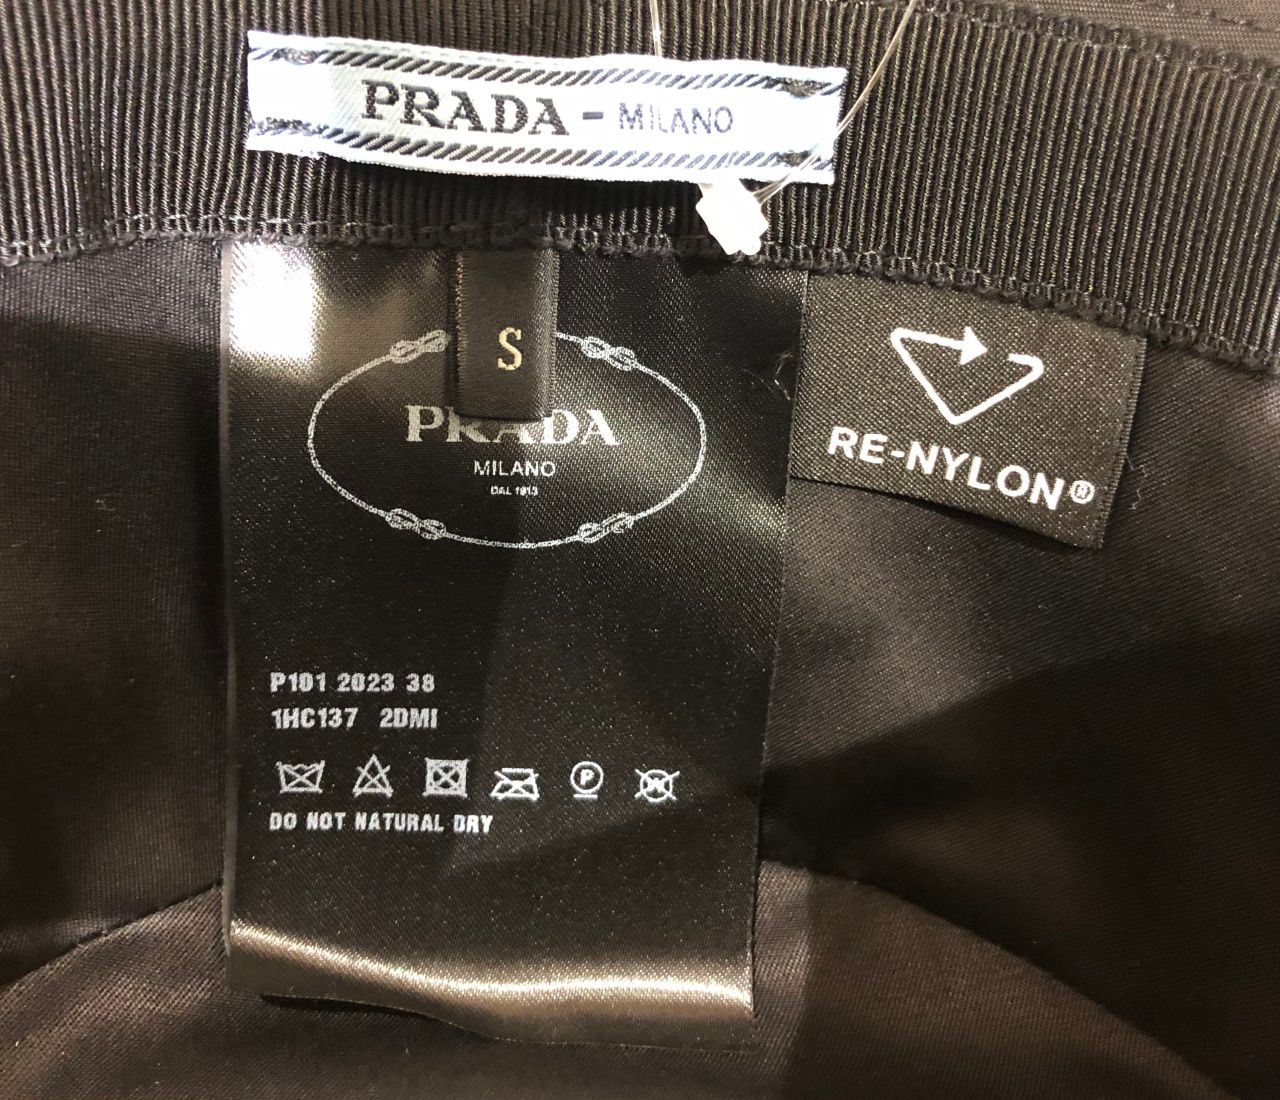 PRADA - MILANO
S
PRADA
MILANO
DAL 1913
RE-NYLON®
P101 2023 38
1HC137 2DMI
P
W
DO NOT NATURAL DRY